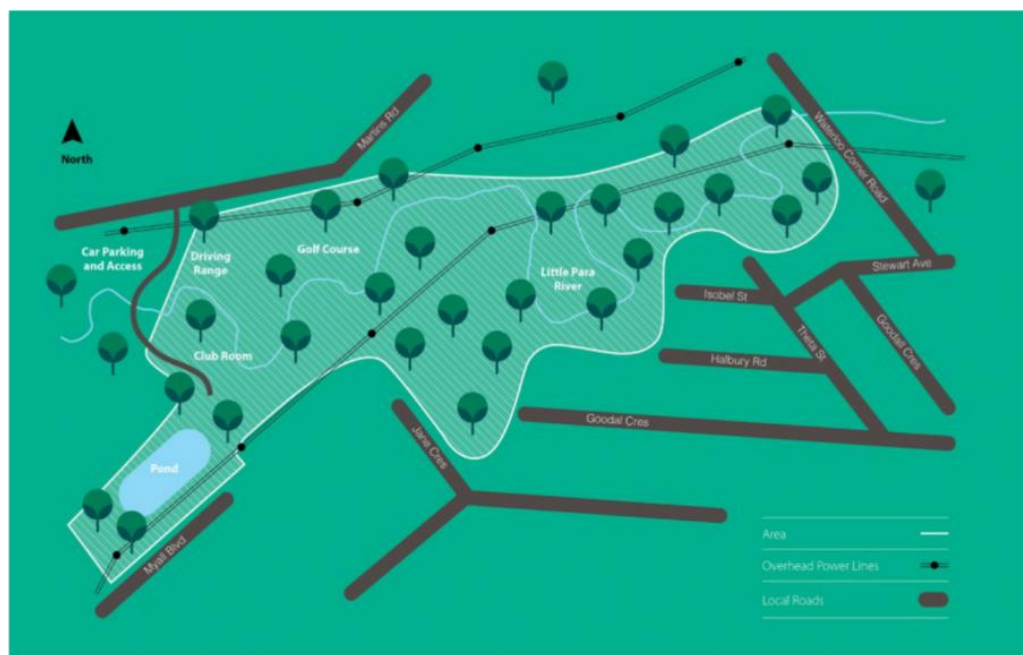 Martins Rd
Waterloo Corner Road
North
Car Parking
and Access
Driving
Range
Golf Course
Little Para
River
Stewart Ave
Isobel St
Theta St
Goodall Cres
Club Room
Halbury Rd
Goodal Cres
Jane Cres
Pond
Myall Blvd
Area
Overhead Power Lines
Local Roads